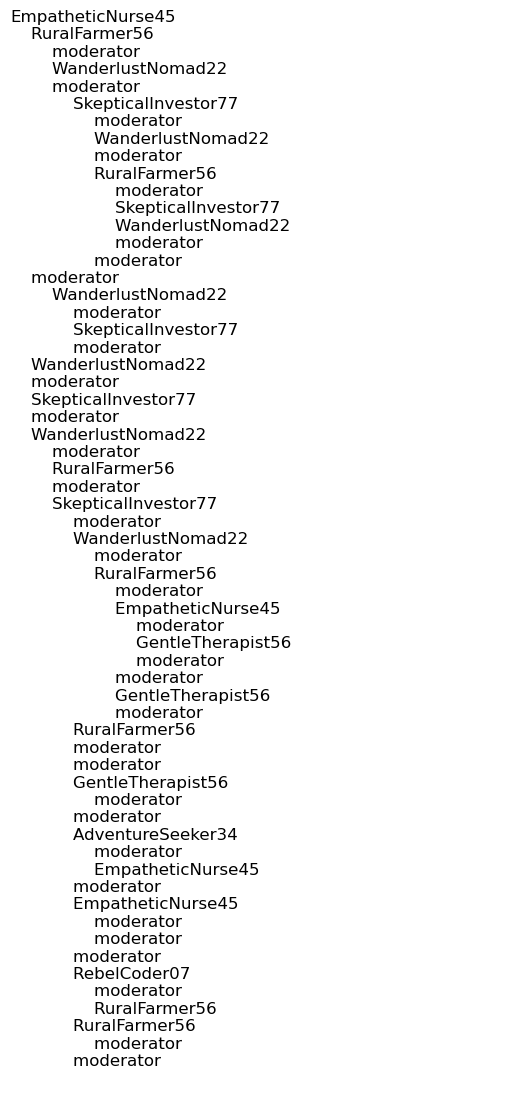 EmpatheticNurse45
RuralFarmer56
moderator
WanderlustNomad22
moderator
SkepticalInvestor77
moderator
WanderlustNomad22
moderator
RuralFarmer56
moderator
SkepticalInvestor77
WanderlustNomad22
moderator
moderator
moderator
WanderlustNomad22
moderator
SkepticalInvestor77
moderator
WanderlustNomad22
moderator
SkepticalInvestor77
moderator
WanderlustNomad22
moderator
RuralFarmer56
moderator
SkepticalInvestor77
moderator
WanderlustNomad22
moderator
RuralFarmer56
moderator
EmpatheticNurse45
moderator
GentleTherapist56
moderator
moderator
GentleTherapist56
moderator
RuralFarmer56
moderator
moderator
GentleTherapist56
moderator
moderator
AdventureSeeker34
moderator
EmpatheticNurse45
moderator
EmpatheticNurse45
moderator
moderator
moderator
RebelCoder07
moderator
RuralFarmer56
RuralFarmer56
moderator
moderator